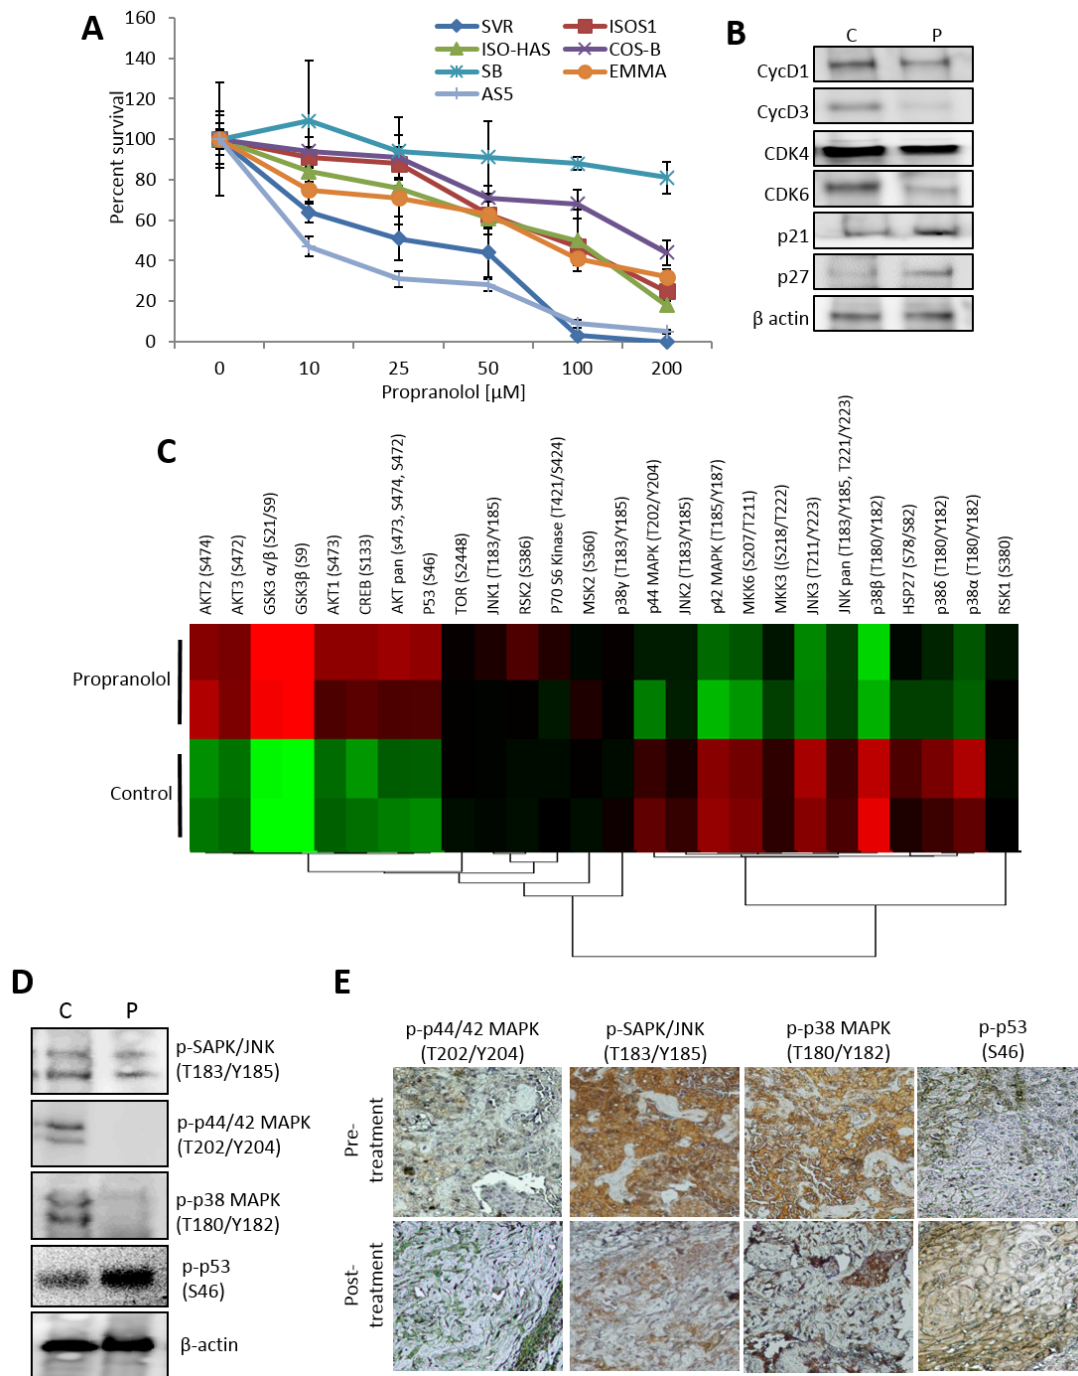 A
160
140
120
100
80
60
40
20
0
Percent survival
0 10 25 50 100 200
Propranolol [µM]
SVR ISOS1
ISO-HAS COS-B
SB EMMA
AS5
B
C P
CycD1
CycD3
CDK4
CDK6
p21
p27
β actin
C
AKT2 (S474)
AKT3 (S472)
GSK3 α/β (S21/S9)
GSK3β (S9)
AKT1 (S473)
CREB (S133)
AKT pan (s473, S474, S472)
P53 (S46)
TOR (S2448)
JNK1 (T183/Y185)
RSK2 (S386)
P70 S6 Kinase (T421/S424)
MSK2 (S360)
p38γ (T183/Y185)
p44 MAPK (T202/Y204)
JNK2 (T183/Y185)
p42 MAPK (T185/Y187)
MKK6 (S207/T211)
MKK3 ((S218/T222)
JNK3 (T211/Y223)
JNK pan (T183/Y185, T221/Y223)
p38β (T180/Y182)
HSP27 (S78/S82)
p38δ (T180/Y182)
p38α (T180/Y182)
RSK1 (S380)
Propranolol
Control
D
C P
p-SAPK/JNK
(T183/Y185)
p-p44/42 MAPK
(T202/Y204)
p-p38 MAPK
(T180/Y182)
p-p53
(S46)
β-actin
E
p-p44/42 MAPK
(T202/Y204)
p-SAPK/JNK
(T183/Y185)
p-p38 MAPK
(T180/Y182)
p-p53
(S46)
Pre-
treatment
Post-
treatment